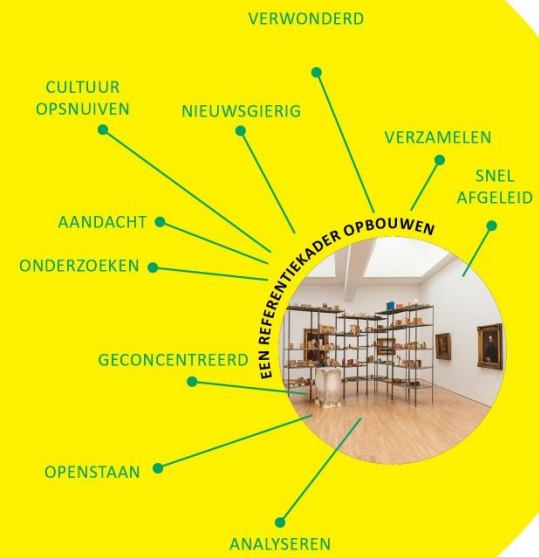 VERWONDERD
CULTUUR
OPSNUIVEN
NIEUWSGIERIG
VERZAMELEN
SNEL
AFGELEID
AANDACHT
ONDERZOEKEN
EEN REFERENTIEKADER OPBOUWEN
GECONCENTREERD
OPENSTAAN
ANALYSEREN